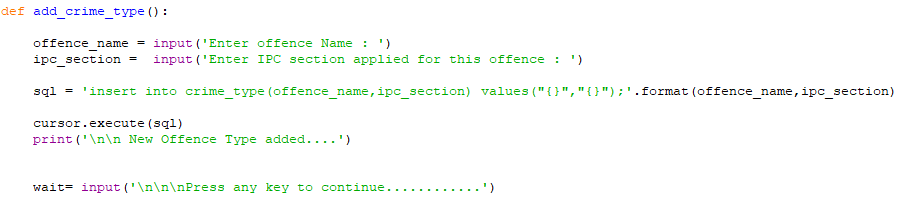 def add_crime_type():
    offence_name = input('Enter offence Name : ')
    ipc_section =  input('Enter IPC section applied for this offence : ')
    sql = 'insert into crime_type(offence_name,ipc_section) values("{}","{}");'.format(offence_name,ipc_section)
    cursor.execute(sql)
    print('\n\n New Offence Type added....')
    wait= input('\n\n\nPress any key to continue............')